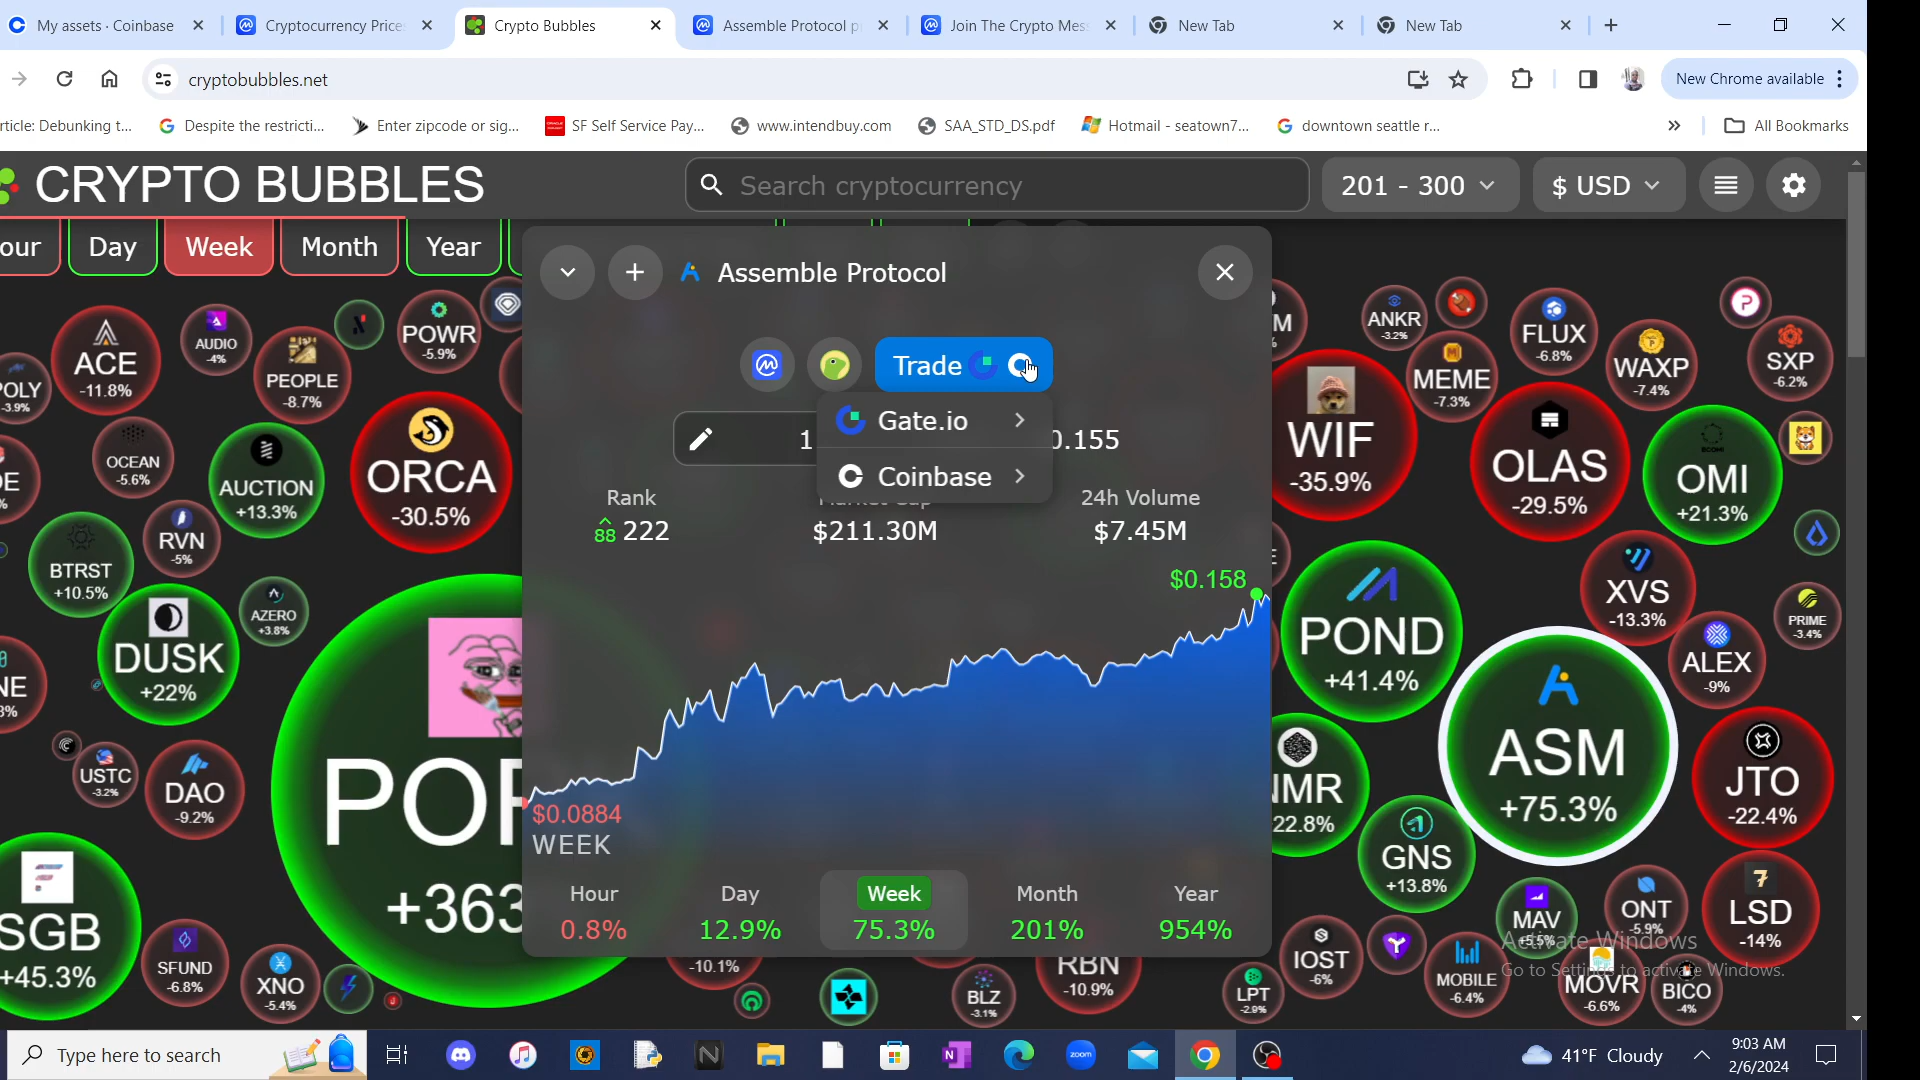 My assets · Coinbase
Cryptocurrency Prices
Crypto Bubbles
Assemble Protocol p
Join The Crypto Mes
New Tab
New Tab
cryptobubbles.net
New Chrome available
rticle: Debunking t...
Despite the restricti...
Enter zipcode or sig...
SF Self Service Pay...
www.intendbuy.com
SAA_STD_DS.pdf
Hotmail - seatown7...
downtown seattle r...
All Bookmarks
CRYPTO BUBBLES
Search cryptocurrency
201 - 300
$ USD
our
Day
Week
Month
Year
Assemble Protocol
Trade
Gate.io
Coinbase
1
0.155
Rank
24h Volume
88 222
$211.30M
$7.45M
$0.158
$0.0884
WEEK
Hour
Day
Week
Month
Year
0.8%
12.9%
75.3%
201%
954%
ACE
-11.8%
AUDIO
-4%
PEOPLE
-8.7%
POWR
-5.9%
OLY
-3.9%
OCEAN
-5.6%
AUCTION
+13.3%
ORCA
-30.5%
DE
RVN
-5%
BTRST
+10.5%
DUSK
+22%
AZERO
+3.8%
NE
USTC
-3.2%
DAO
-9.2%
+363
SGB
+45.3%
SFUND
-6.8%
XNO
-5.4%
-10.1%
BLZ
-3.1%
RBN
-10.9%
LPT
-2.9%
IOST
-6%
M
ANKR
-3.2%
FLUX
-6.8%
WAXP
-7.4%
SXP
-6.2%
MEME
-7.3%
WIF
-35.9%
OLAS
-29.5%
OMI
+21.3%
XVS
-13.3%
POND
+41.4%
PRIME
-3.4%
ALEX
-9%
ASM
+75.3%
JTO
-22.4%
NMR
22.8%
GNS
+13.8%
MAV
+5.5%
ONT
-5.9%
LSD
-14%
MOBILE
-6.4%
MOVR
-6.6%
BICO
-4%
Activate Windows
Go to Settings to activate Windows.
Type here to search
zoom
41°F Cloudy
9:03 AM
2/6/2024